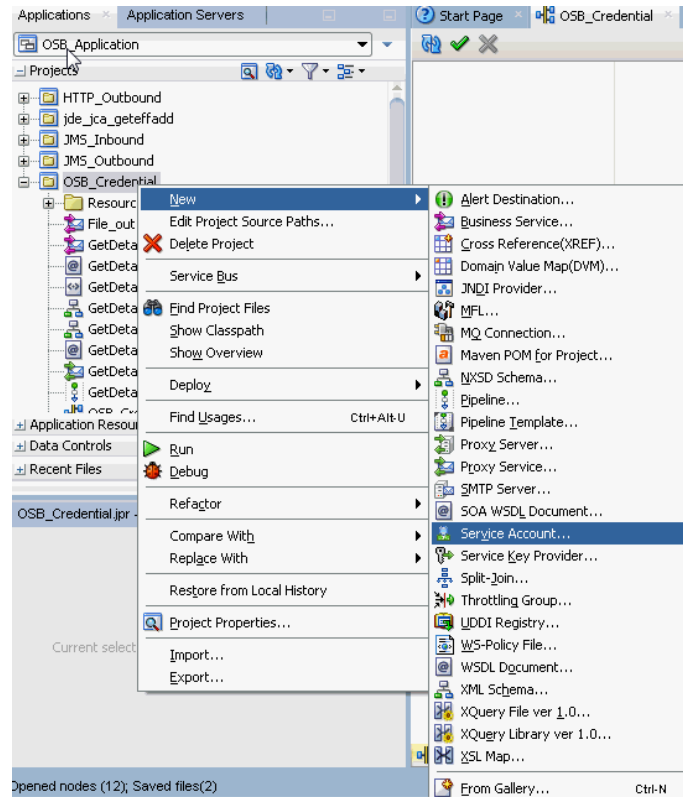 Applications
Application Servers
Start Page
OSB_Credential
OSB_Application
Projects
HTTP_Outbound
jde_jca_geteffadd
JMS_Inbound
JMS_Outbound
OSB_Credential
Resourc
File_out
GetDeta
GetDeta
GetDeta
GetDeta
GetDeta
GetDeta
GetDeta
GetDeta
Application Resour
Data Controls
Recent Files
OSB_Credential.jpr -
Current select
Opened nodes (12); Saved files(2)
New
Edit Project Source Paths...
Delete Project
Service Bus
Find Project Files
Show Classpath
Show Overview
Deploy
Find Usages... Ctrl+Alt-U
Run
Debug
Refactor
Compare With
Replace With
Restore from Local History
Project Properties...
Import...
Export...
Alert Destination...
Business Service...
Cross Reference(XREF)...
Domain Value Map(DVM)...
JNDI Provider...
MFL...
MQ Connection...
Maven POM for Project...
NXSD Schema...
Pipeline...
Pipeline Template...
Proxy Server...
Proxy Service...
SMTP Server...
SOA WSDL Document...
Service Account...
Service Key Provider...
Split-Join...
Throttling Group...
UDDI Registry...
WS-Policy File...
WSDL Document...
XML Schema...
XQuery File ver 1.0...
XQuery Library ver 1.0...
XSL Map...
From Gallery... Ctrl-N